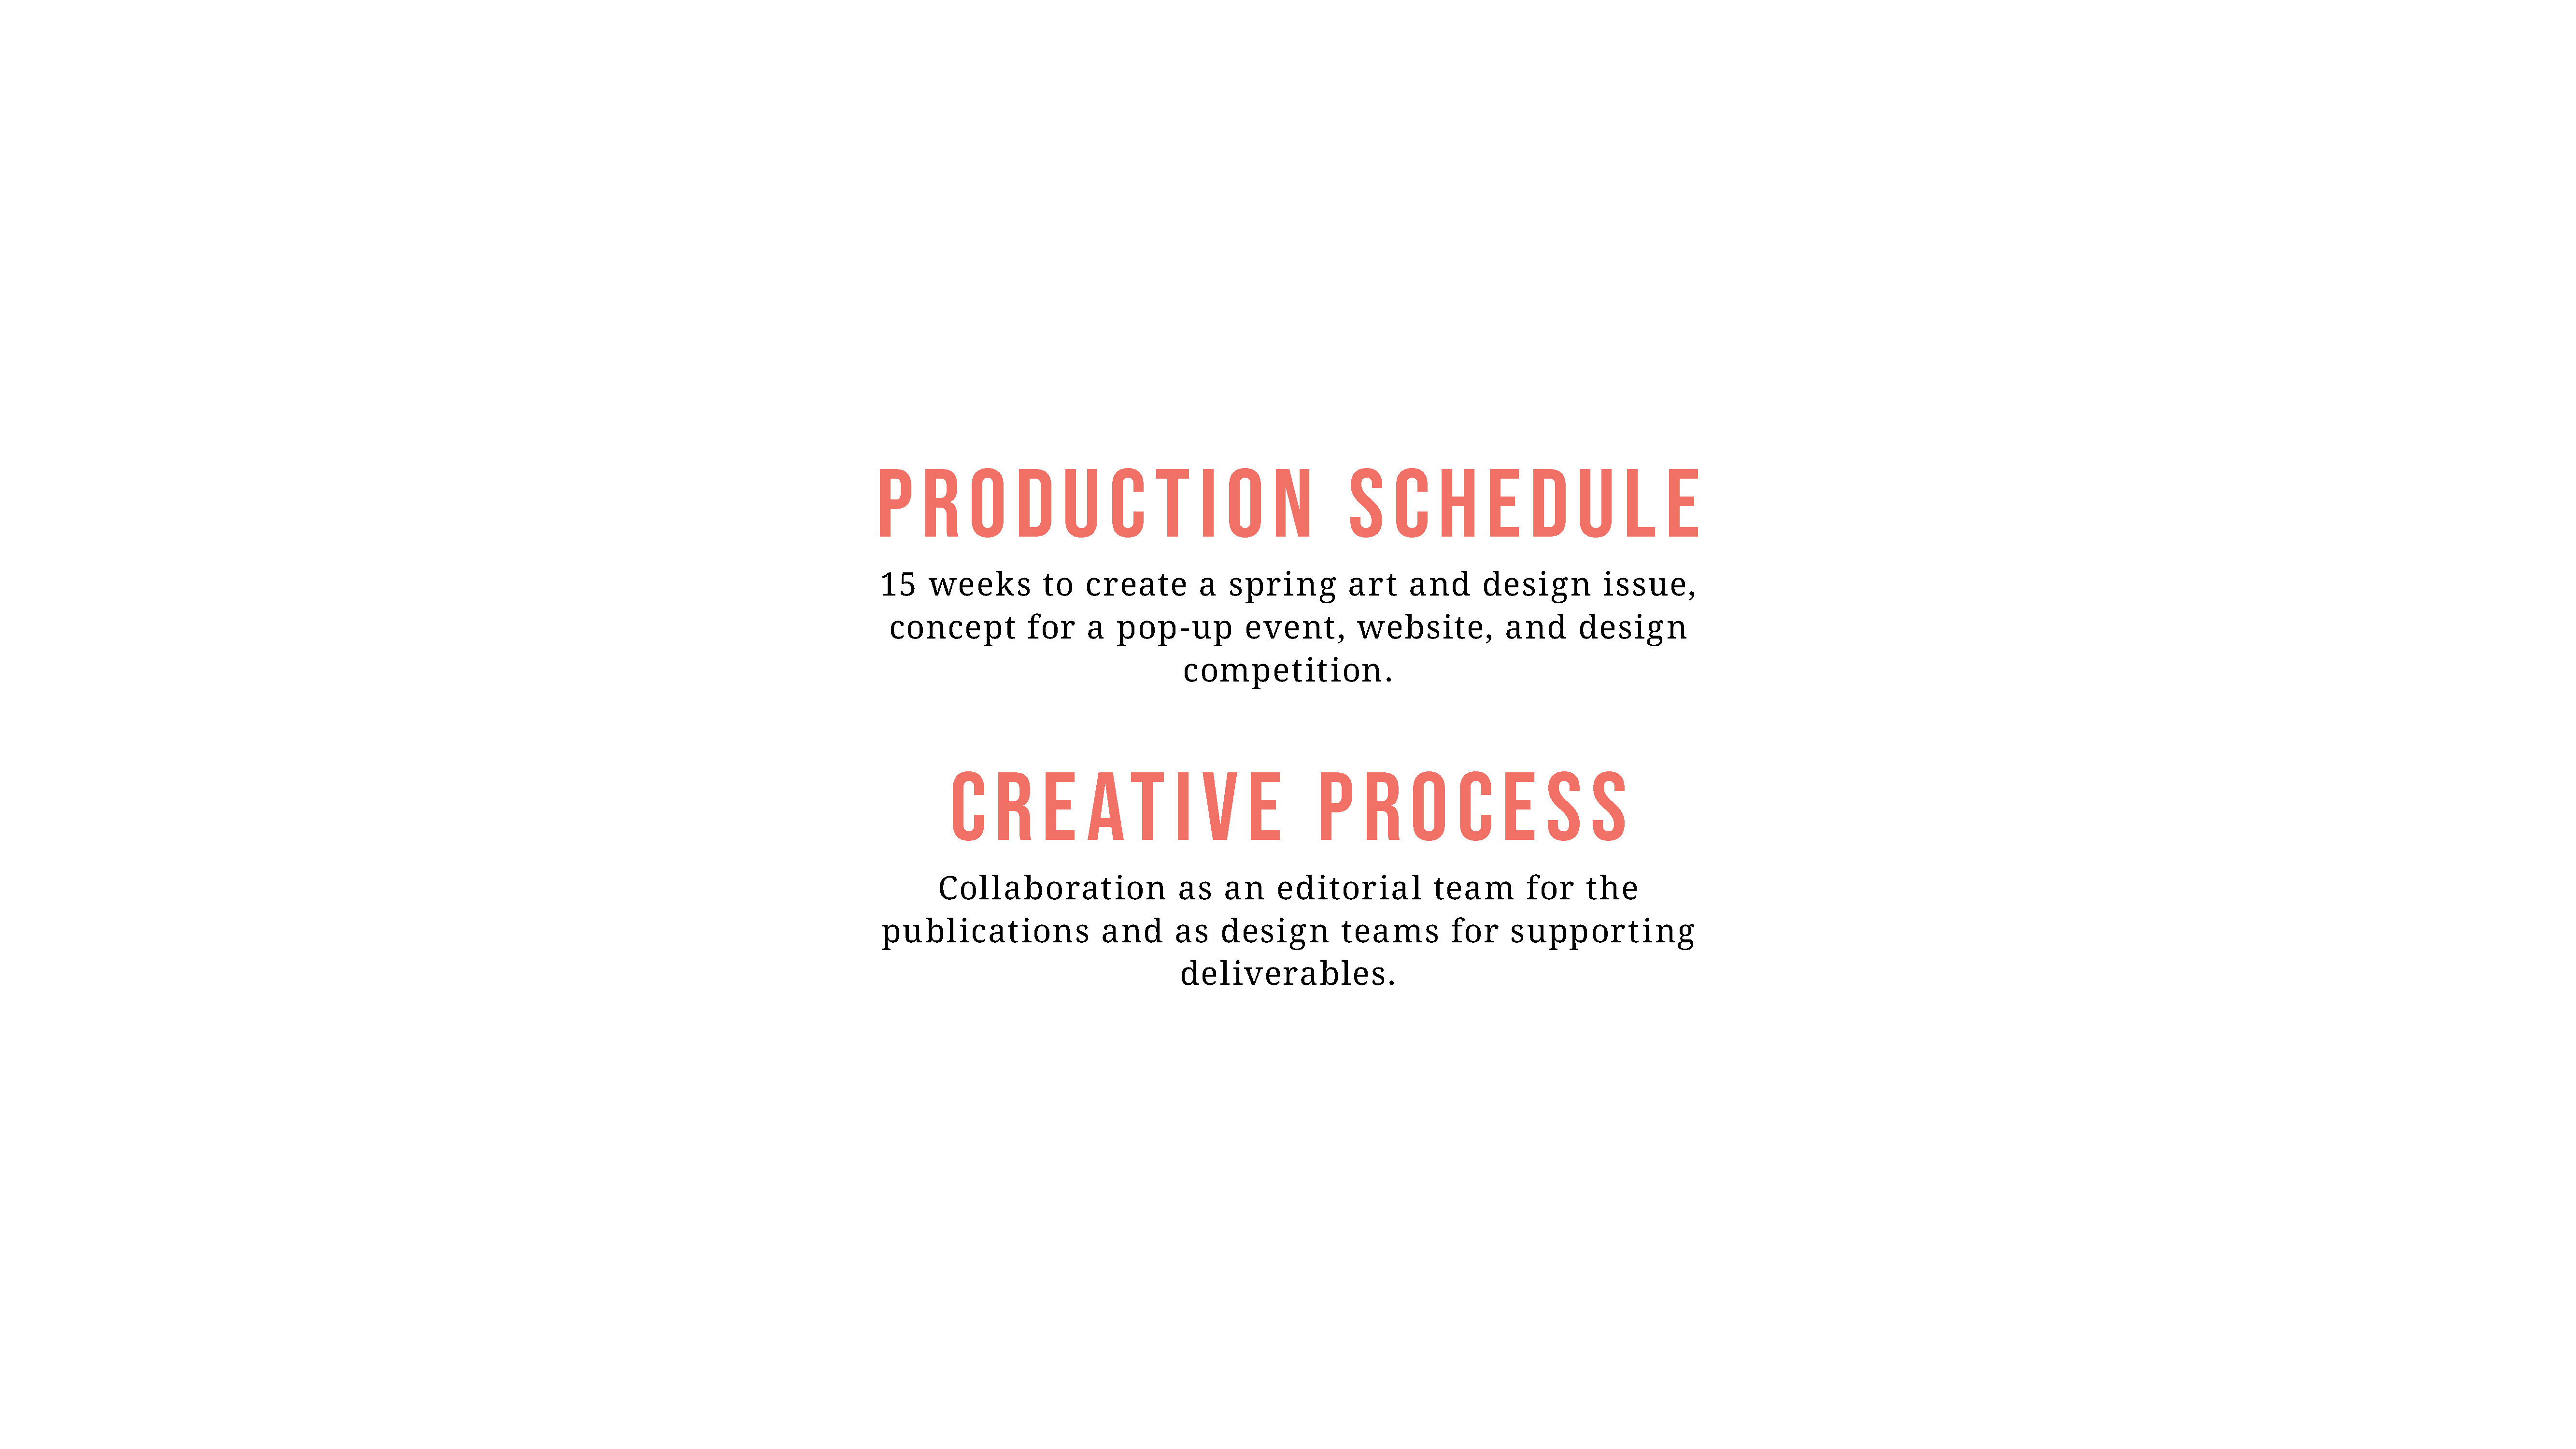 PRODUCTION SCHEDULE
15 weeks to create a spring art and design issue,
concept for a pop-up event, website, and design
competition.
CREATIVE PROCESS
Collaboration as an editorial team for the
publications and as design teams for supporting
deliverables.